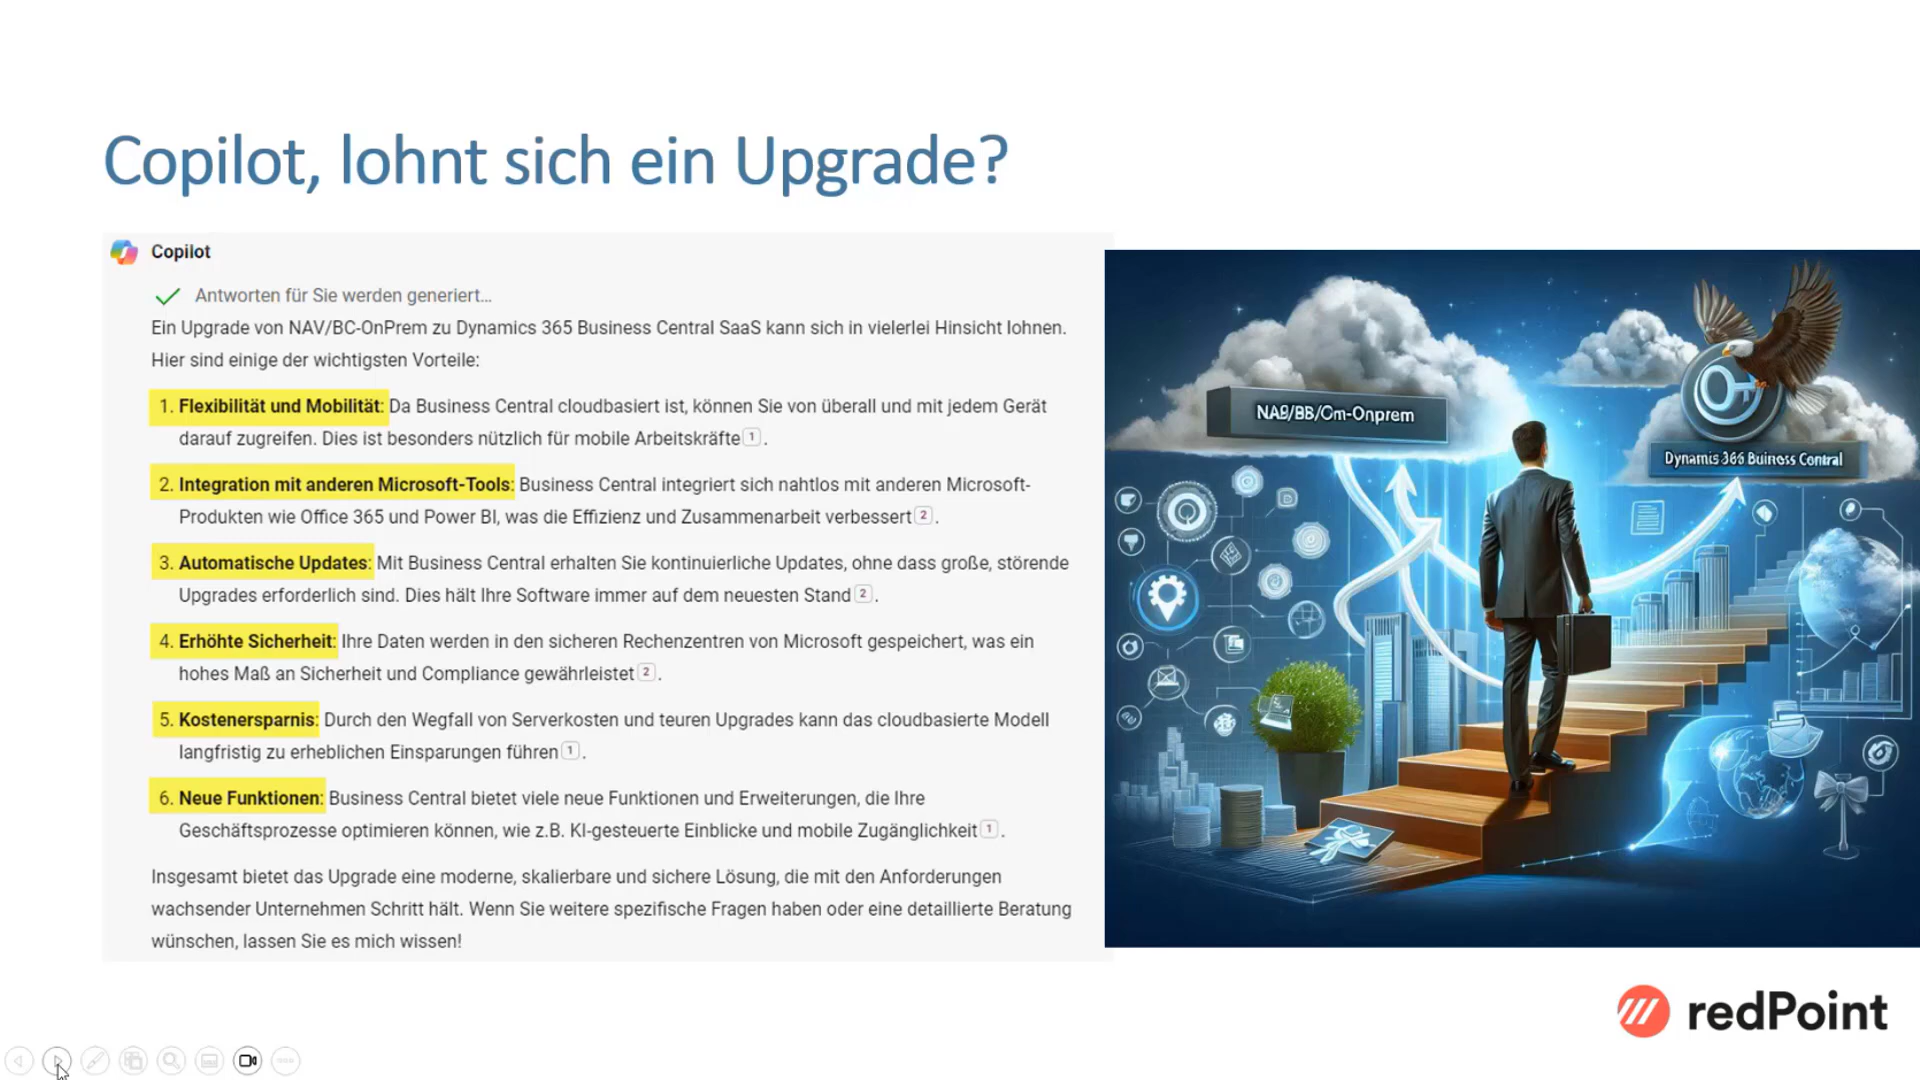 Copilot, lohnt sich ein Upgrade?
Copilot
Antworten für Sie werden generiert...
Ein Upgrade von NAV/BC-OnPrem zu Dynamics 365 Business Central SaaS kann sich in vielerlei Hinsicht lohnen.
Hier sind einige der wichtigsten Vorteile:
1. Flexibilität und Mobilität: Da Business Central cloudbasiert ist, können Sie von überall und mit jedem Gerät
darauf zugreifen. Dies ist besonders nützlich für mobile Arbeitskräfte 1 .
2. Integration mit anderen Microsoft-Tools: Business Central integriert sich nahtlos mit anderen Microsoft-
Produkten wie Office 365 und Power BI, was die Effizienz und Zusammenarbeit verbessert 2 .
3. Automatische Updates: Mit Business Central erhalten Sie kontinuierliche Updates, ohne dass große, störende
Upgrades erforderlich sind. Dies hält Ihre Software immer auf dem neuesten Stand 2 .
4. Erhöhte Sicherheit: Ihre Daten werden in den sicheren Rechenzentren von Microsoft gespeichert, was ein
hohes Maß an Sicherheit und Compliance gewährleistet 2 .
5. Kostenersparnis: Durch den Wegfall von Serverkosten und teuren Upgrades kann das cloudbasierte Modell
langfristig zu erheblichen Einsparungen führen 1 .
6. Neue Funktionen: Business Central bietet viele neue Funktionen und Erweiterungen, die Ihre
Geschäftsprozesse optimieren können, wie z.B. KI-gesteuerte Einblicke und mobile Zugänglichkeit 1 .
Insgesamt bietet das Upgrade eine moderne, skalierbare und sichere Lösung, die mit den Anforderungen
wachsender Unternehmen Schritt hält. Wenn Sie weitere spezifische Fragen haben oder eine detaillierte Beratung
wünschen, lassen Sie es mich wissen!
NAB/BB/Om-Onprem
Dynamis 366 Buiness Contral
redPoint